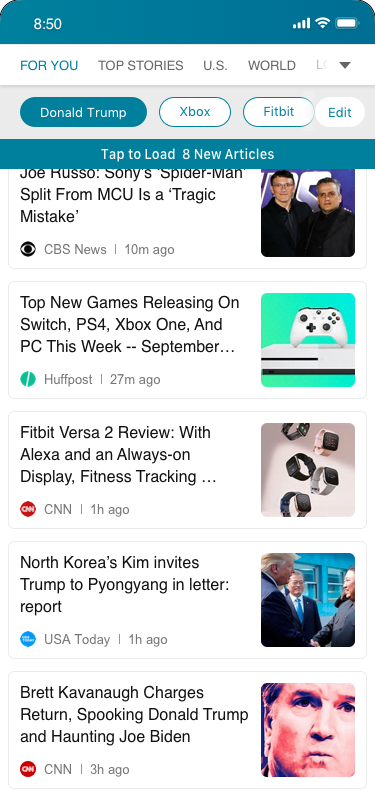 8:50
FOR YOU TOP STORIES U.S. WORLD
Donald Trump Xbox Fitbit Edit
Tap to Load 8 New Articles
Joe Russo: Sony's ‘Spider-Man’
Split From MCU Is a ‘Tragic
Mistake’
CBS News | 10m ago
Top New Games Releasing On
Switch, PS4, Xbox One, And
PC This Week -- September…
Huffpost | 27m ago
Fitbit Versa 2 Review: With
Alexa and an Always-on
Display, Fitness Tracking …
CNN CNN | 1h ago
North Korea’s Kim invites
Trump to Pyongyang in letter:
report
USA Today | 1h ago
Brett Kavanaugh Charges
Return, Spooking Donald Trump
and Haunting Joe Biden
CNN CNN | 3h ago